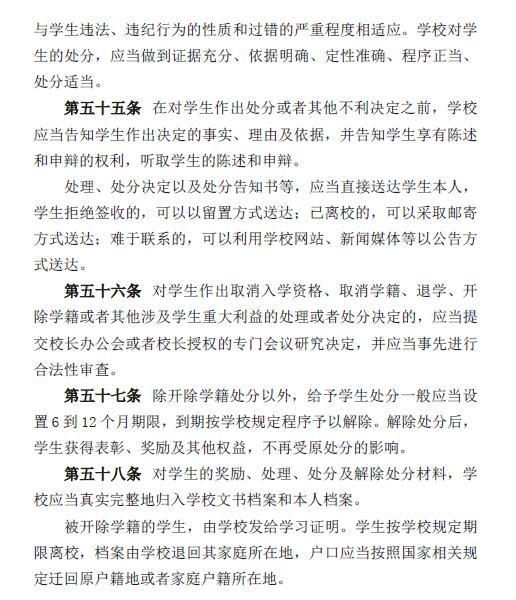 与学生违法、违纪行为的性质和过错的严重程度相适应。学校对学
生的处分，应当做到证据充分、依据明确、定性准确、程序正当、
处分适当。
第五十五条 在对学生作出处分或者其他不利决定之前，学校
应当告知学生作出决定的事实、理由及依据，并告知学生享有陈述
和申辩的权利，听取学生的陈述和申辩。
处理、处分决定以及处分告知书等，应当直接送达学生本人，
学生拒绝签收的，可以以留置方式送达；已离校的，可以采取邮寄
方式送达；难于联系的，可以利用学校网站、新闻媒体等以公告方
式送达。
第五十六条 对学生作出取消入学资格、取消学籍、退学、开
除学籍或者其他涉及学生重大利益的处理或者处分决定的，应当提
交校长办公会或者校长授权的专门会议研究决定，并应当事先进行
合法性审查。
第五十七条 除开除学籍处分以外，给予学生处分一般应当设
置 6 到 12 个月期限，到期按学校规定程序予以解除。解除处分后，
学生获得表彰、奖励及其他权益，不再受原处分的影响。
第五十八条 对学生的奖励、处理、处分及解除处分材料，学
校应当真实完整地归入学校文书档案和本人档案。
被开除学籍的学生，由学校发给学习证明。学生按学校规定期
限离校，档案由学校退回其家庭所在地，户口应当按照国家相关规
定迁回原户籍地或者家庭户籍所在地。